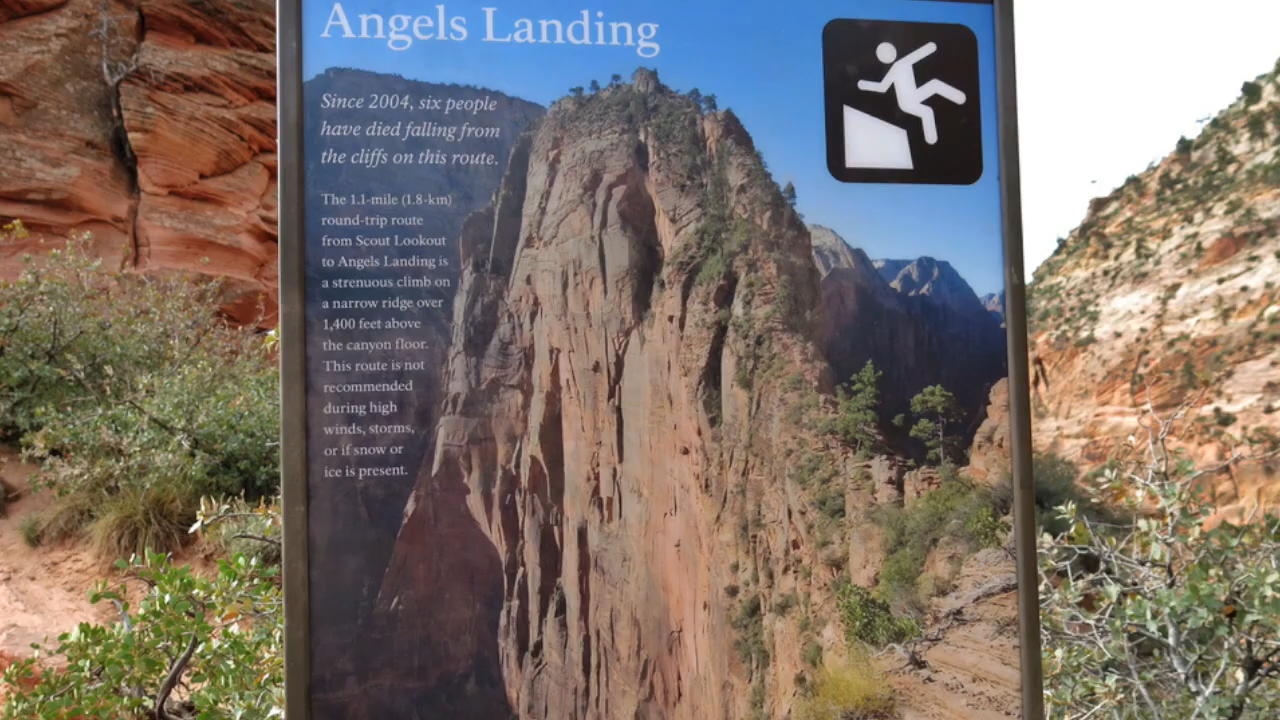 Angels Landing
Since 2004, six people
have died falling from
the cliffs on this route.
The 1.1-mile (1.8-km)
round-trip route
from Scout Lookout
to Angels Landing is
a strenuous climb on
a narrow ridge over
1,400 feet above
the canyon floor.
This route is not
recommended
during high
winds, storms,
or if snow or
ice is present.